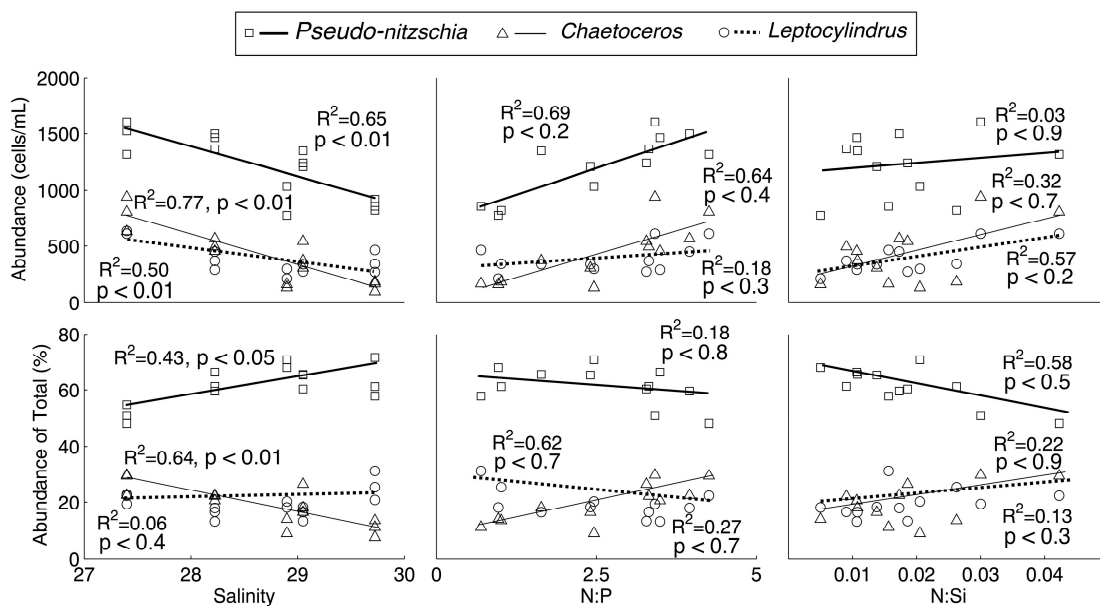 Pseudo-nitzschia Chaetoceros Leptocylindrus
Abundance (cells/mL)
2000
1500
1000
500
0
R²=0.65
p < 0.01
R²=0.77, p < 0.01
R²=0.50
p < 0.01
R²=0.69
p < 0.2
R²=0.64
p < 0.4
R²=0.18
p < 0.3
R²=0.03
p < 0.9
R²=0.32
p < 0.7
R²=0.57
p < 0.2
Abundance of Total (%)
80
60
40
20
0
R²=0.43, p < 0.05
R²=0.64, p < 0.01
R²=0.06
p < 0.4
R²=0.18
p < 0.8
R²=0.62
p < 0.7
R²=0.27
p < 0.7
R²=0.58
p < 0.5
R²=0.22
p < 0.9
R²=0.13
p < 0.3
27 28 29 30
Salinity
0 2.5 5
N:P
0.01 0.02 0.03 0.04
N:Si